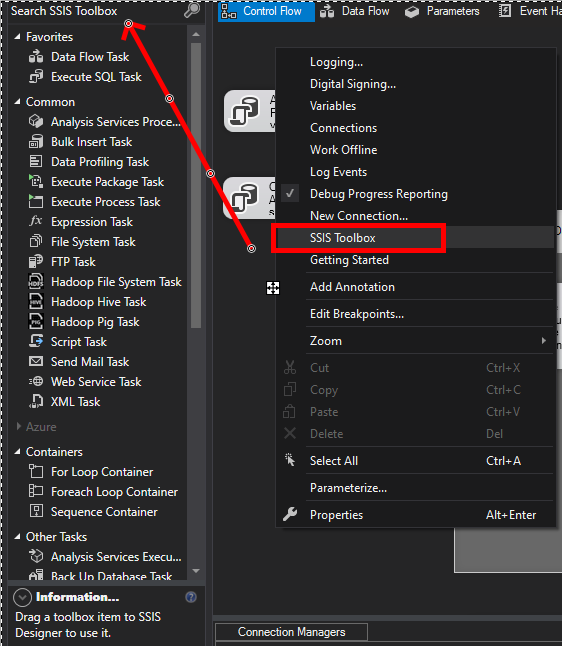 Search SSIS Toolbox
Favorites
Data Flow Task
Execute SQL Task
Common
Analysis Services Proce...
Bulk Insert Task
Data Profiling Task
Execute Package Task
Execute Process Task
Expression Task
File System Task
FTP Task
Hadoop File System Task
Hadoop Hive Task
Hadoop Pig Task
Script Task
Send Mail Task
Web Service Task
XML Task
Azure
Containers
For Loop Container
Foreach Loop Container
Sequence Container
Other Tasks
Analysis Services Execu...
Back Up Database Task
Information...
Drag a toolbox item to SSIS
Designer to use it.
Control Flow
Data Flow
Parameters
Event Ha
Logging...
Digital Signing...
Variables
Connections
Work Offline
Log Events
Debug Progress Reporting
New Connection...
SSIS Toolbox
Getting Started
Add Annotation
Edit Breakpoints...
Zoom
Cut Ctrl+X
Copy Ctrl+C
Paste Ctrl+V
Delete Del
Select All Ctrl+A
Parameterize...
Properties Alt+Enter
Connection Managers